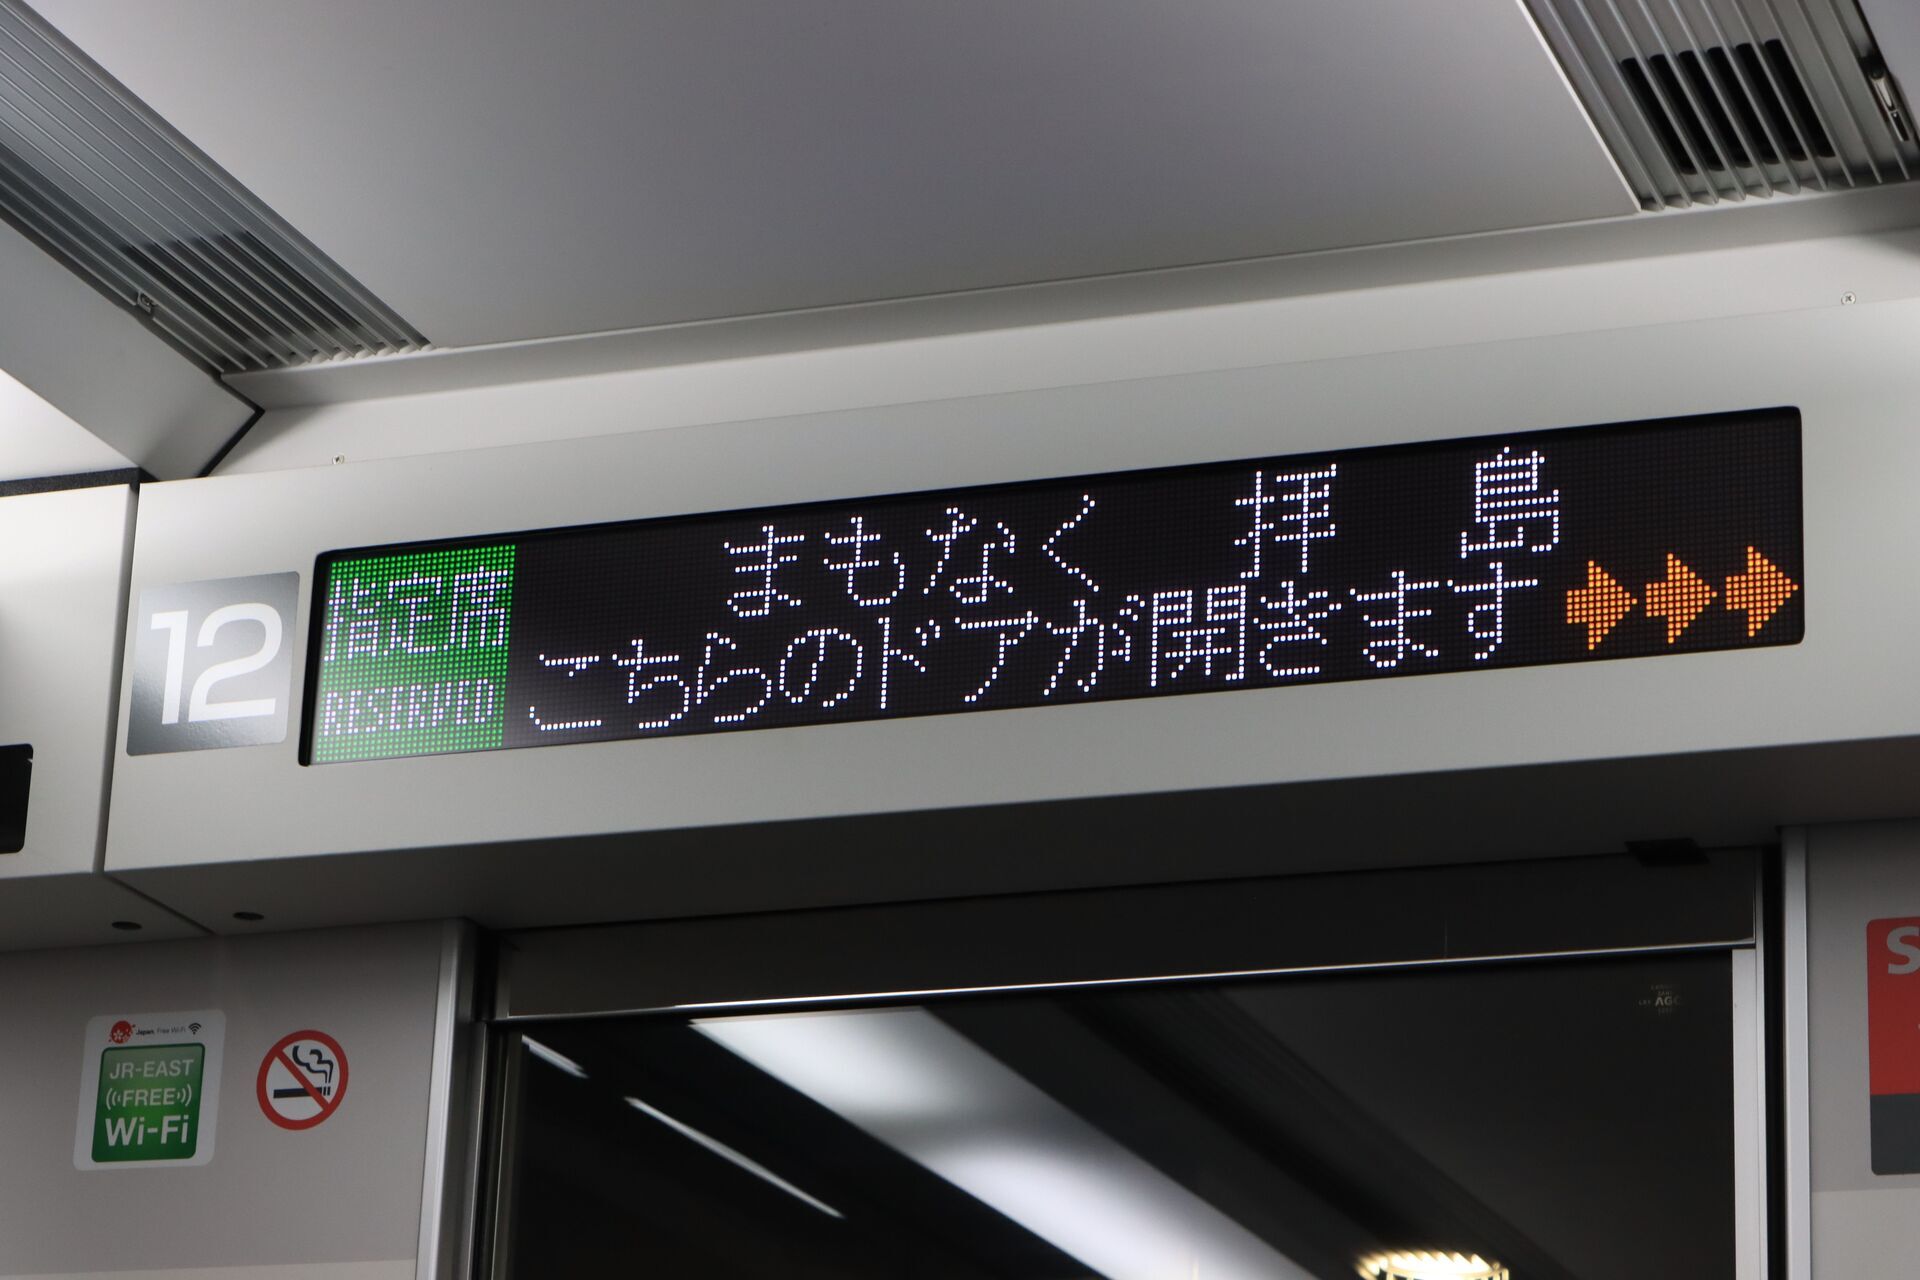 まもなく 拝島
指定席
RESERVED
こちらのドアが開きます
12
Japan. Free Wi-Fi
JR-EAST
FREE
Wi-Fi
S
AGC